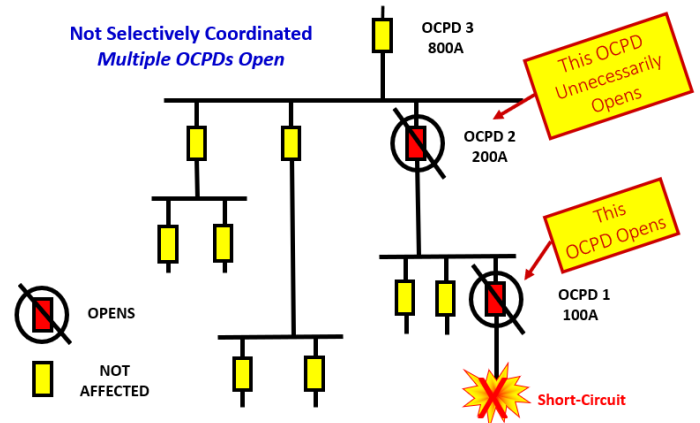 Not Selectively Coordinated
Multiple OCPDs Open
OCPD 3
800A
This OCPD
Unnecessarily
Opens
OCPD 2
200A
This
OCPD Opens
OCPD 1
100A
OPENS
NOT
AFFECTED
X
Short-Circuit